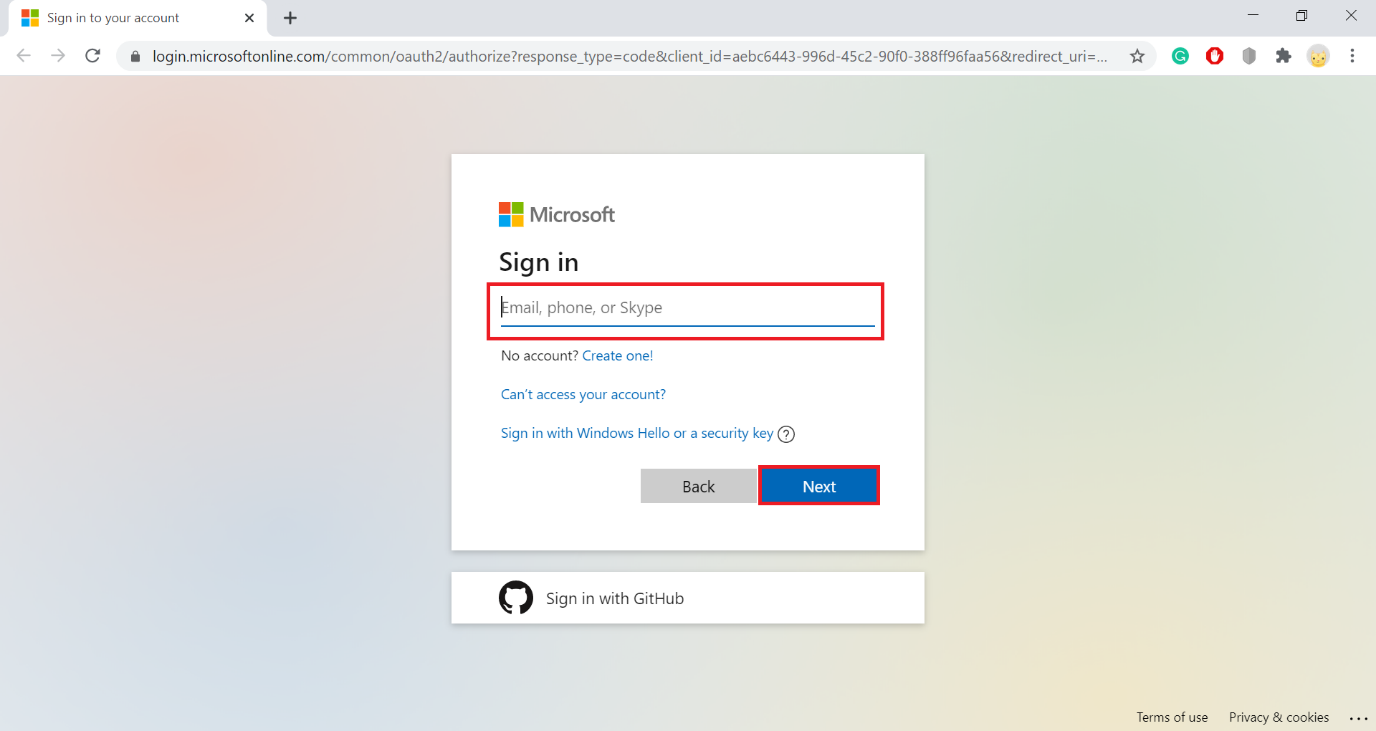 Sign in to your account
login.microsoftonline.com/common/oauth2/authorize?response_type=code&client_id=aebc6443-996d-45c2-90f0-388ff96faa56&redirect_uri=...
Microsoft
Sign in
Email, phone, or Skype
No account? Create one!
Can't access your account?
Sign in with Windows Hello or a security key ?
Back Next
Sign in with GitHub
Terms of use Privacy & cookies ...